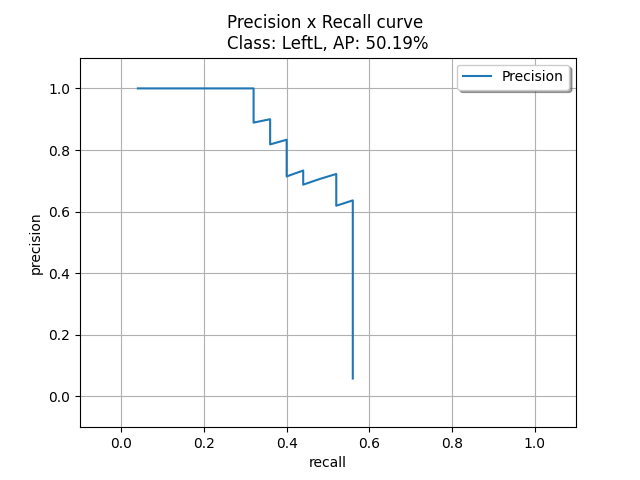 Precision x Recall curve
Class: LeftL, AP: 50.19%
Precision
1.0
0.8
0.6
0.4
0.2
0.0
precision
0.0 0.2 0.4 0.6 0.8 1.0
recall